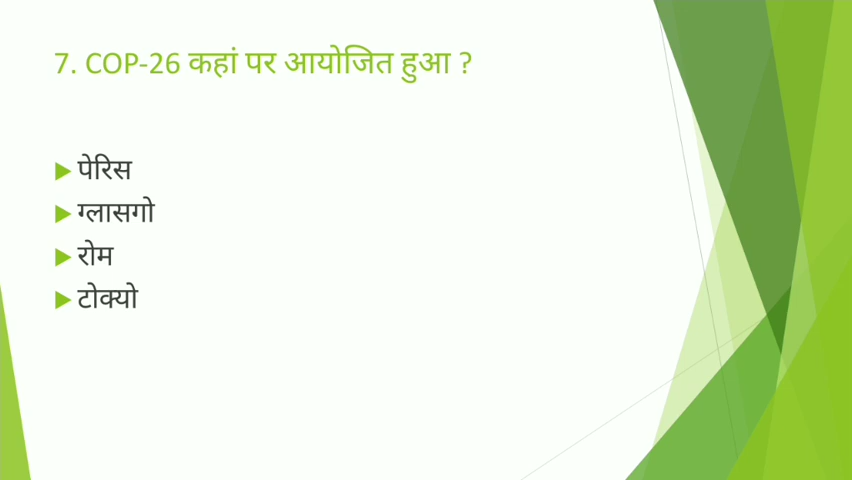 7. COP-26 कहां पर आयोजित हुआ ?
पेरिस
ग्लासगो
रोम
टोक्यो